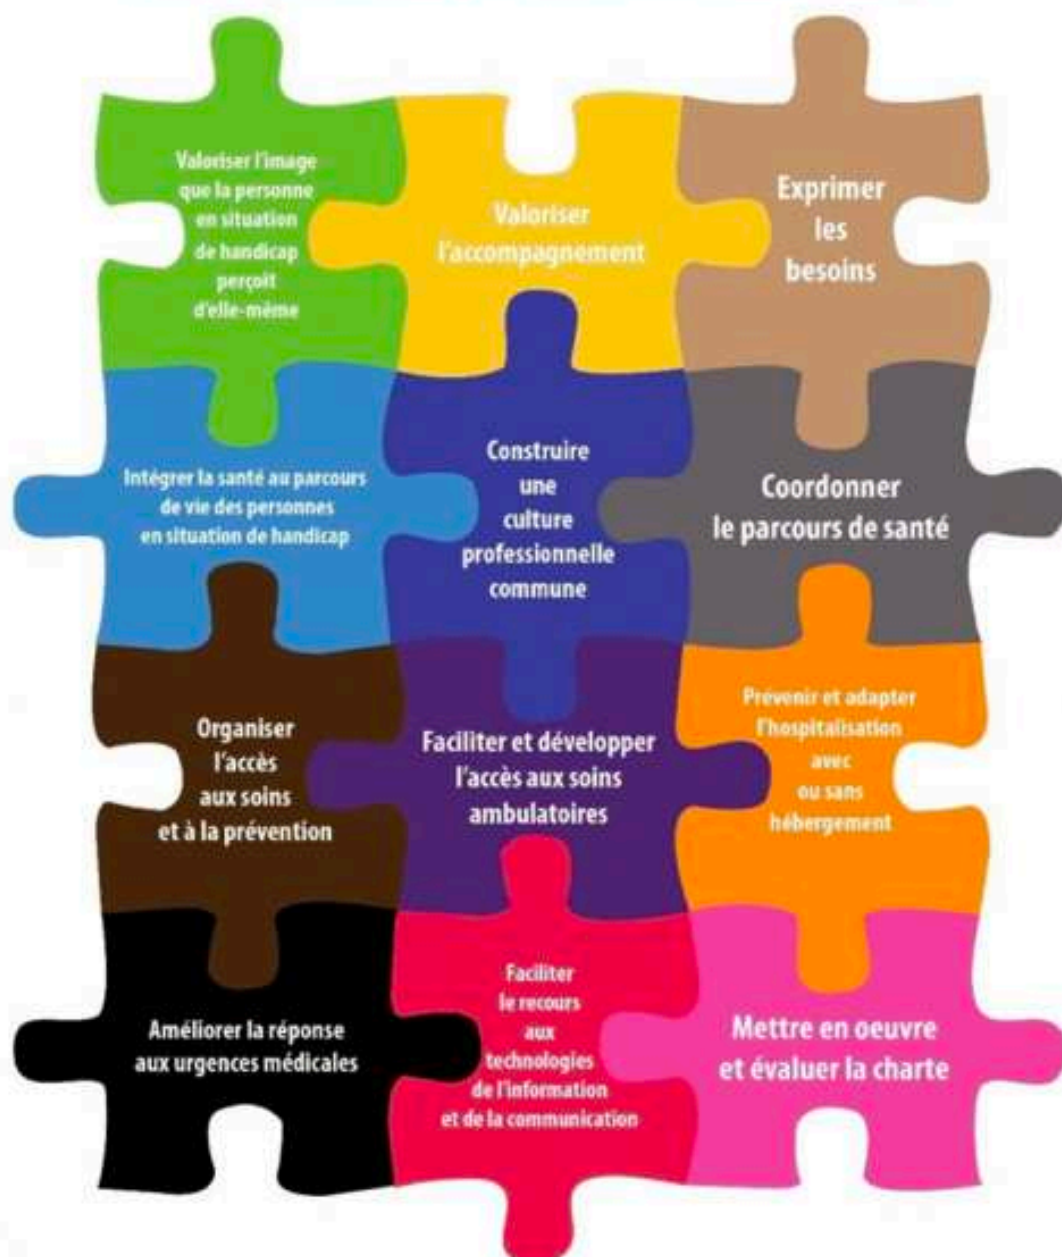 Valoriser l'image
que la personne
en situation
de handicap
perçoit
d'elle-même
Valoriser
l'accompagnement
Exprimer
les
besoins
Intégrer la santé au parcours
de vie des personnes
en situation de handicap
Construire
une
culture
professionnelle
commune
Coordonner
le parcours de santé
Organiser
l'accès
aux soins
et à la prévention
Faciliter et développer
l'accès aux soins
ambulatoires
Prévenir et adapter
l'hospitalisation
avec
ou sans
hébergement
Améliorer la réponse
aux urgences médicales
Faciliter
le recours
aux
technologies
de l'information
et de la communication
Mettre en oeuvre
et évaluer la charte